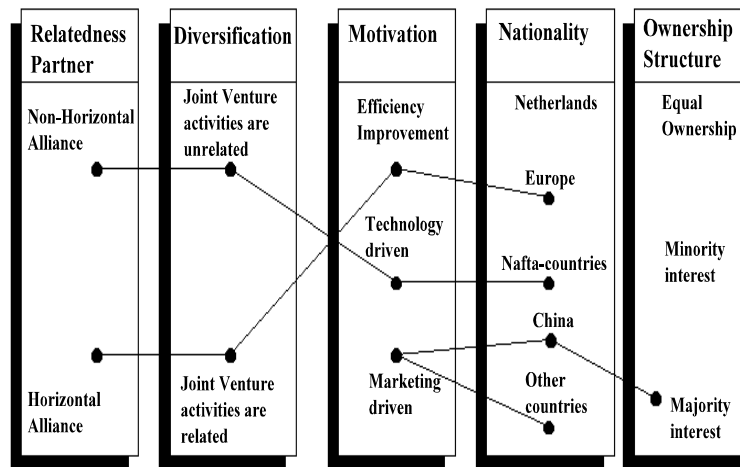 Relatedness
Partner
Non-Horizontal
Alliance
Horizontal
Alliance
Diversification
Joint Venture
activities are
unrelated
Joint Venture
activities are
related
Motivation
Efficiency
Improvement
Technology
driven
Marketing
driven
Nationality
Netherlands
Europe
Nafta-countries
China
Other
countries
Ownership
Structure
Equal
Ownership
Minority
interest
Majority
interest